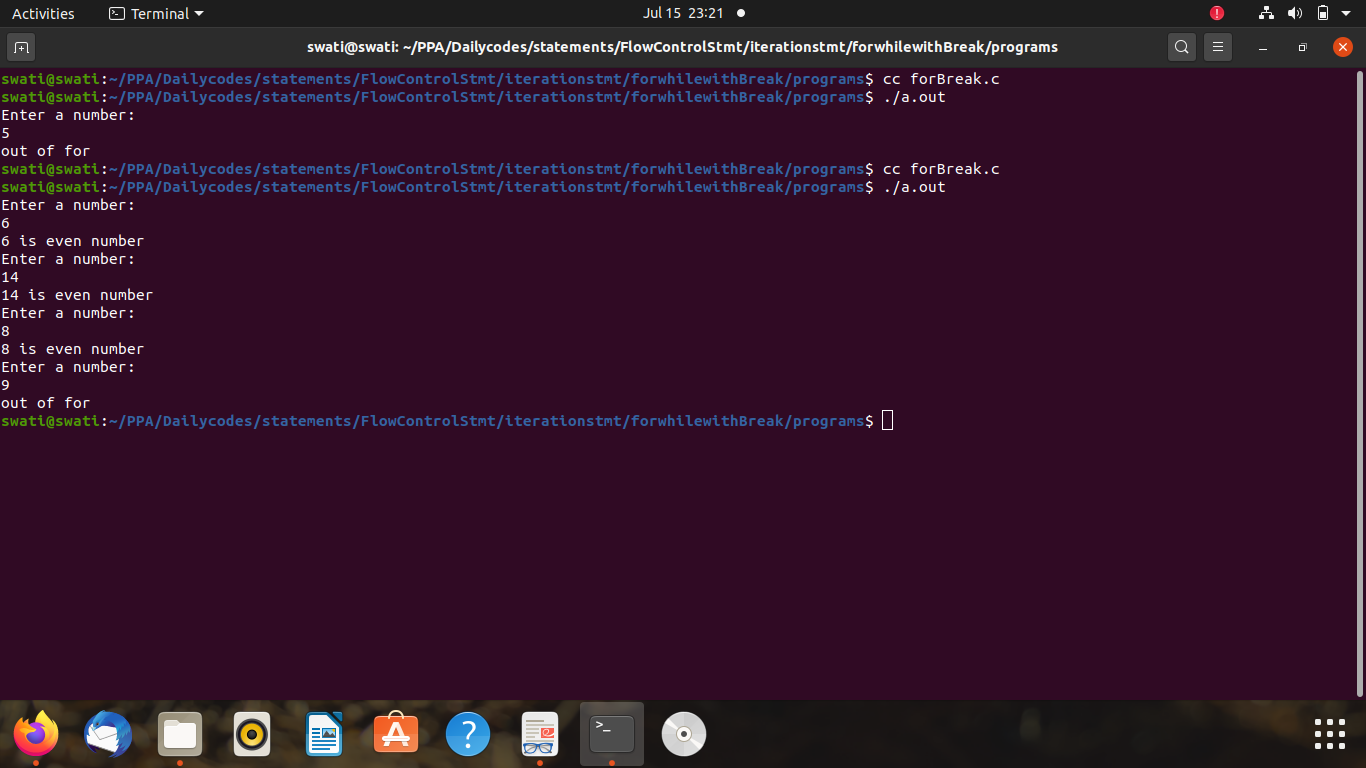 Activities Terminal Jul 15 23:21
swati@swati: ~/PPA/Dailycodes/statements/FlowControlStmt/iterationstmt/forwhilewithBreak/programs
swati@swati:~/PPA/Dailycodes/statements/FlowControlStmt/iterationstmt/forwhilewithBreak/programs$ cc forBreak.c
swati@swati:~/PPA/Dailycodes/statements/FlowControlStmt/iterationstmt/forwhilewithBreak/programs$ ./a.out
Enter a number:
5
out of for
swati@swati:~/PPA/Dailycodes/statements/FlowControlStmt/iterationstmt/forwhilewithBreak/programs$ cc forBreak.c
swati@swati:~/PPA/Dailycodes/statements/FlowControlStmt/iterationstmt/forwhilewithBreak/programs$ ./a.out
Enter a number:
6
6 is even number
Enter a number:
14
14 is even number
Enter a number:
8
8 is even number
Enter a number:
9
out of for
swati@swati:~/PPA/Dailycodes/statements/FlowControlStmt/iterationstmt/forwhilewithBreak/programs$